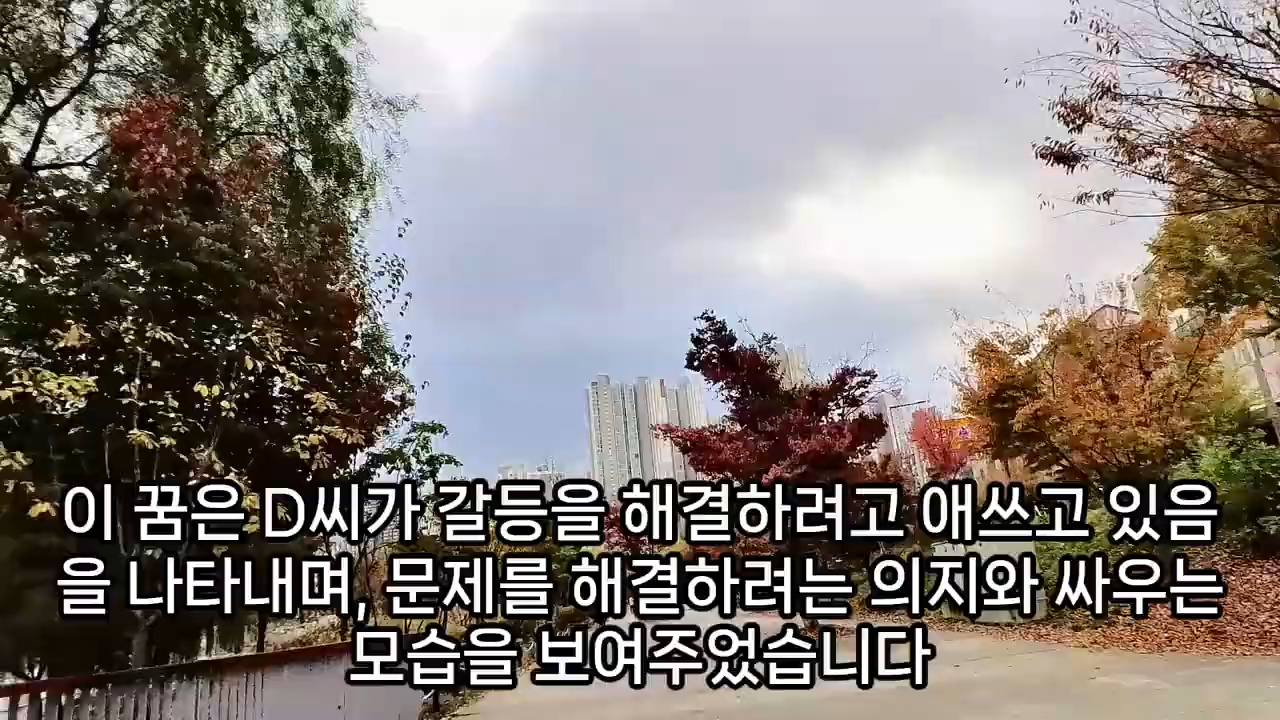 이 꿈은 D씨가 갈등을 해결하려고 애쓰고 있음
을 나타내며, 문제를 해결하려는 의지와 싸우는
모습을 보여주었습니다